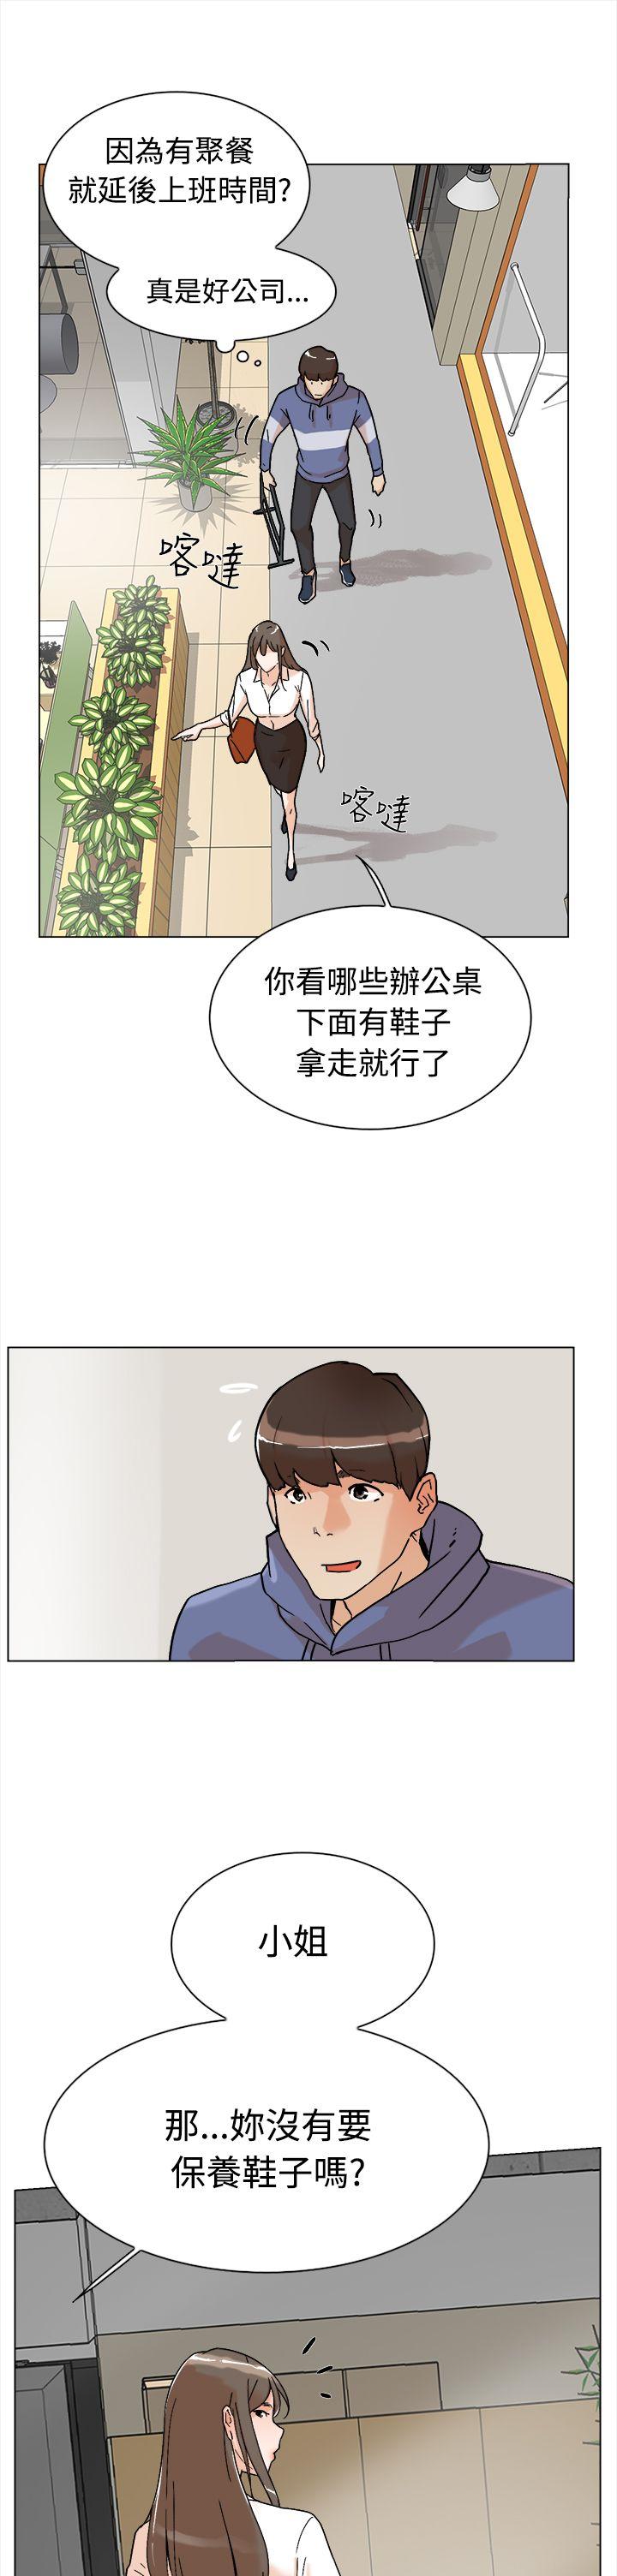 因為有聚餐
就延後上班時間?
真是好公司...
喀噠
喀噠
你看哪些辦公桌
下面有鞋子
拿走就行了
小姐
那...妳沒有要
保養鞋子嗎?